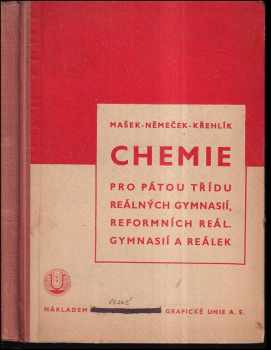 MAŠEK-NĚMEČEK-KŘEHLÍK
CHEMIE
PRO PÁTOU TŘÍDU
REÁLNÝCH GYMNASIÍ,
REFORMNÍCH REÁL.
GYMNASIÍ A REÁLEK
NÁKLADEM GRAFICKÉ UNIE A. S.